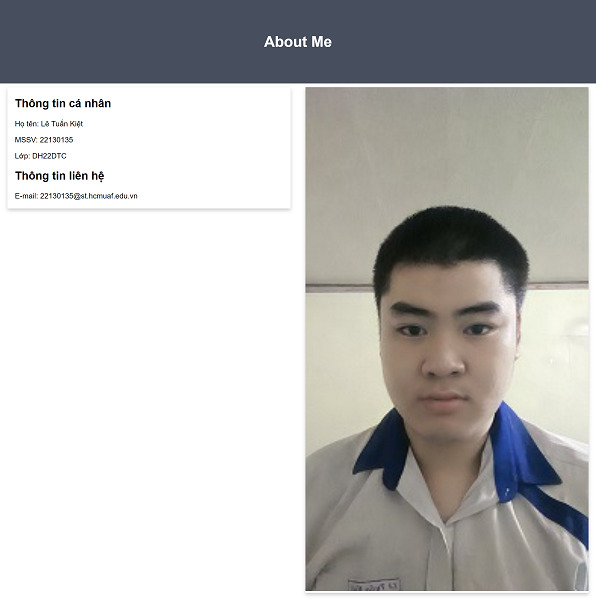 About Me
Thông tin cá nhân
Họ tên: Lê Tuấn Kiệt
MSSV: 22130135
Lớp: DH22DTC
Thông tin liên hệ
E-mail: 22130135@st.hcmuaf.edu.vn